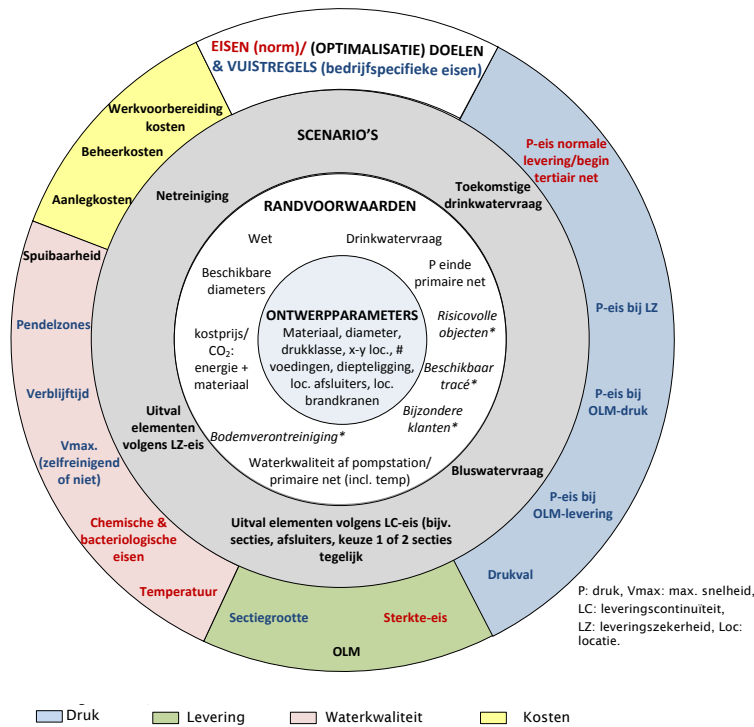 EISEN (norm)/ (OPTIMALISATIE) DOELEN
& VUISTREGELS (bedrijfspecifieke eisen)
Werkvoorbereiding
kosten
Beheerkosten
Aanlegkosten
SCENARIO'S
Netreiniging
Toekomstige
drinkwatervraag
P-eis normale
levering/begin
tertiair net
RANDVOORWAARDEN
Wet
Drinkwatervraag
Beschikbare
diameters
P einde
primaire net
Spuibaarheid
Pendelzones
Verblijftijd
Vmax.
(zelfreinigend
of niet)
Chemische &
bacteriologische
eisen
Temperatuur
kostprijs/
CO₂:
energie +
materiaal
ONTWERPPARAMETERS
Materiaal, diameter,
drukklasse, x-y loc., #
voedingen, diepteligging,
loc. afsluiters, loc.
brandkranen
Risicovolle
objecten*
Beschikbaar
tracé*
Bijzondere
klanten*
Bodemverontreiniging*
Waterkwaliteit af pompstation/
primaire net (incl. temp)
Uitval
elementen
volgens LZ-eis
Bluswatervraag
Uitval elementen volgens LC-eis (bijv.
secties, afsluiters, keuze 1 of 2 secties
tegelijk
P-eis bij LZ
P-eis bij
OLM-druk
P-eis bij
OLM-levering
Drukval
Sectiegrootte
Sterkte-eis
OLM
P: druk, Vmax: max. snelheid,
LC: leveringscontinuïteit,
LZ: leveringszekerheid, Loc:
locatie.
Druk
Levering
Waterkwaliteit
Kosten